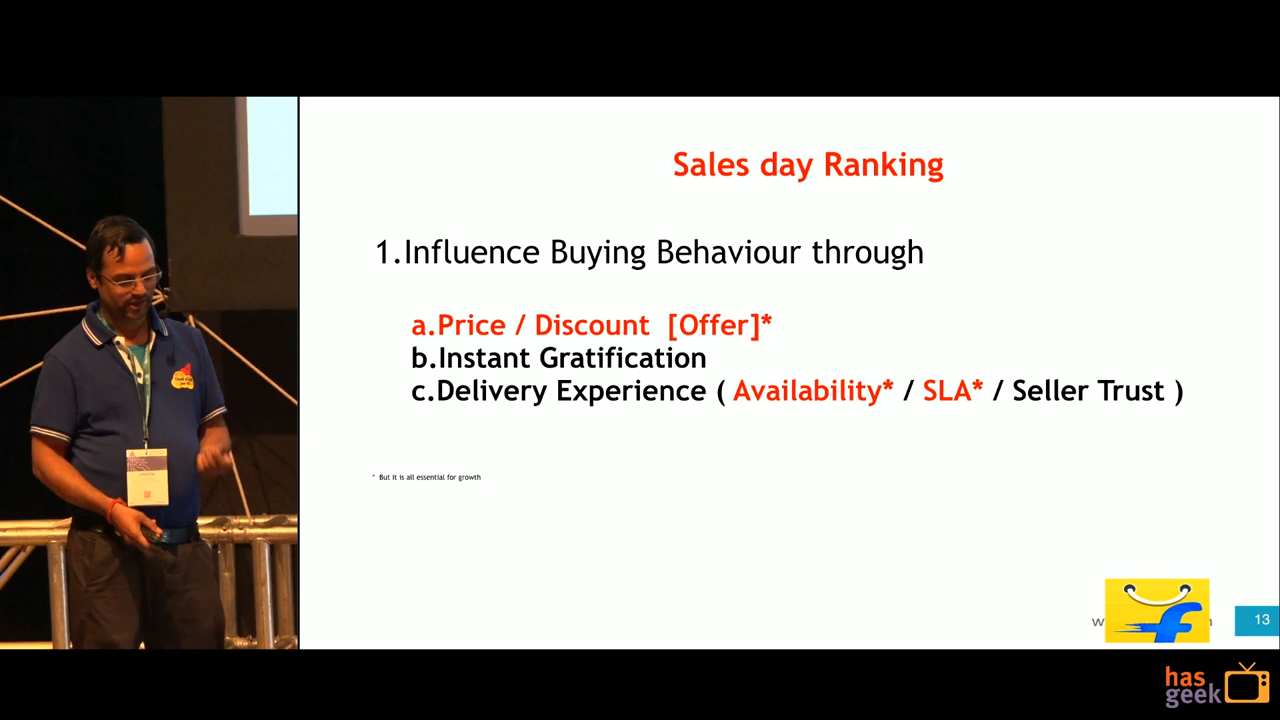 Sales day Ranking
1.Influence Buying Behaviour through
a.Price / Discount [Offer]*
b.Instant Gratification
c.Delivery Experience ( Availability* / SLA* / Seller Trust )
* But it is all essential for growth
13
has
geek